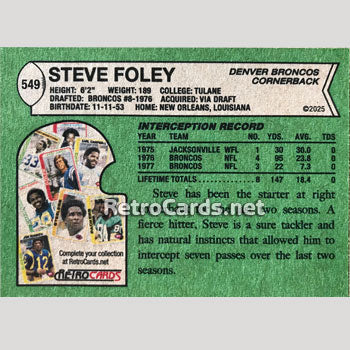 549
STEVE FOLEY
DENVER BRONCOS
CORNERBACK
HEIGHT: 6'2" WEIGHT: 189 COLLEGE: TULANE
DRAFTED: BRONCOS #8-1976 ACQUIRED: VIA DRAFT
BIRTHDATE: 11-11-53 HOME: NEW ORLEANS, LOUISIANA
©2025
INTERCEPTION RECORD
YEAR TEAM NO. YDS. AVG. TDS
1975 JACKSONVILLE WFL 1 30 30.0 0
1976 BRONCOS 4 95 23.8 0
1977 BRONCOS 3 22 7.3 0
LIFETIME TOTALS 8 147 18.4 0
Steve has been the starter at right
two seasons. A
fierce hitter, Steve is a sure tackler and
has natural instincts that allowed him to
intercept seven passes over the last two
seasons.
RetroCards.net
Complete your collection
at RetroCards.Net
RETROCARDS